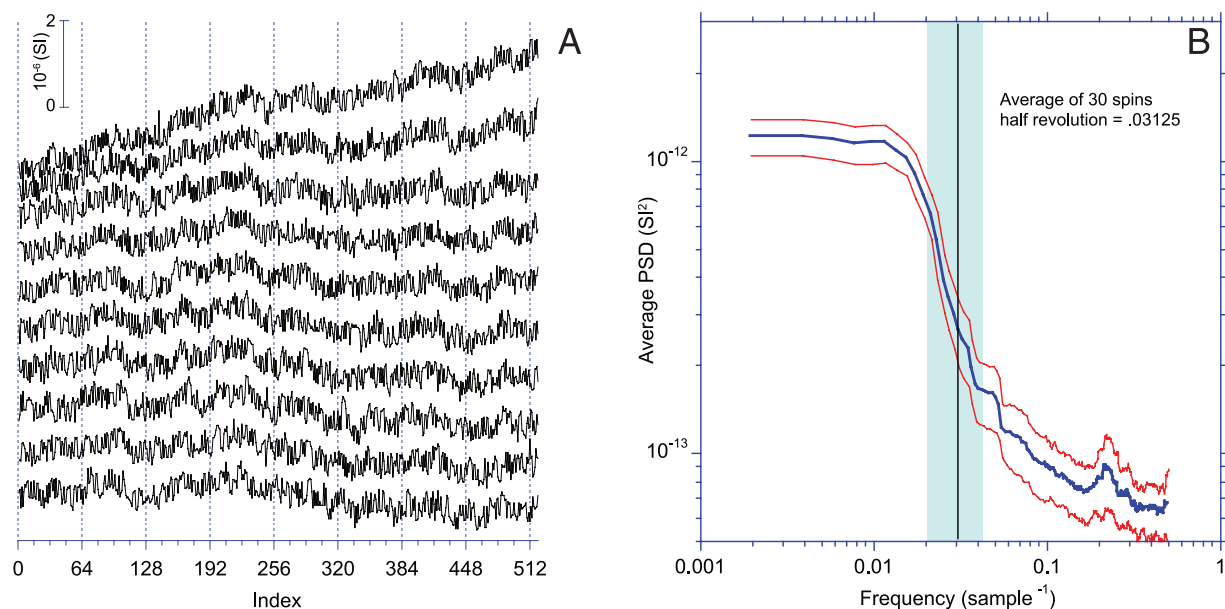 A
2
10⁻⁶ (SI)
0
0 64 128 192 256 320 384 448 512
Index
B
Average of 30 spins
half revolution = .03125
10⁻¹²
10⁻¹³
Average PSD (SI²)
0.001 0.01 0.1 1
Frequency (sample ⁻¹)